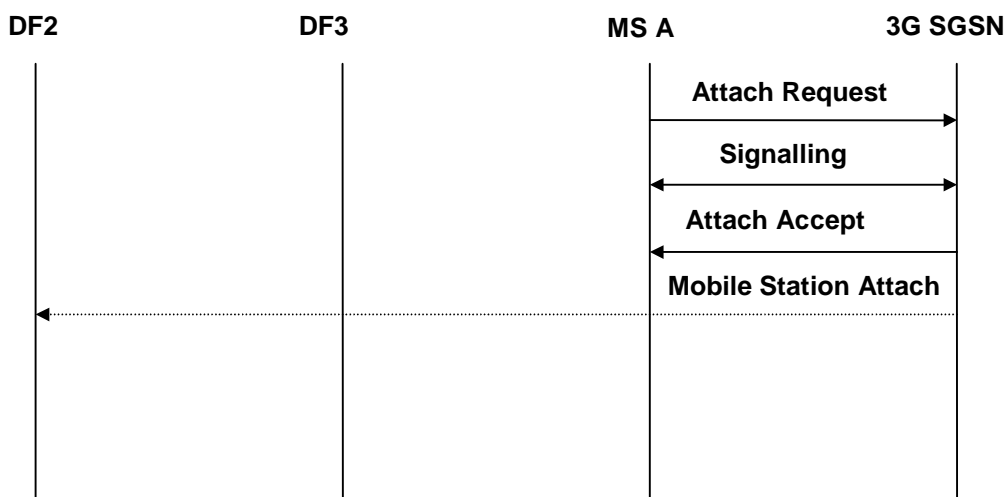 DF2 DF3 MS A 3G SGSN
Attach Request
Signalling
Attach Accept
Mobile Station Attach